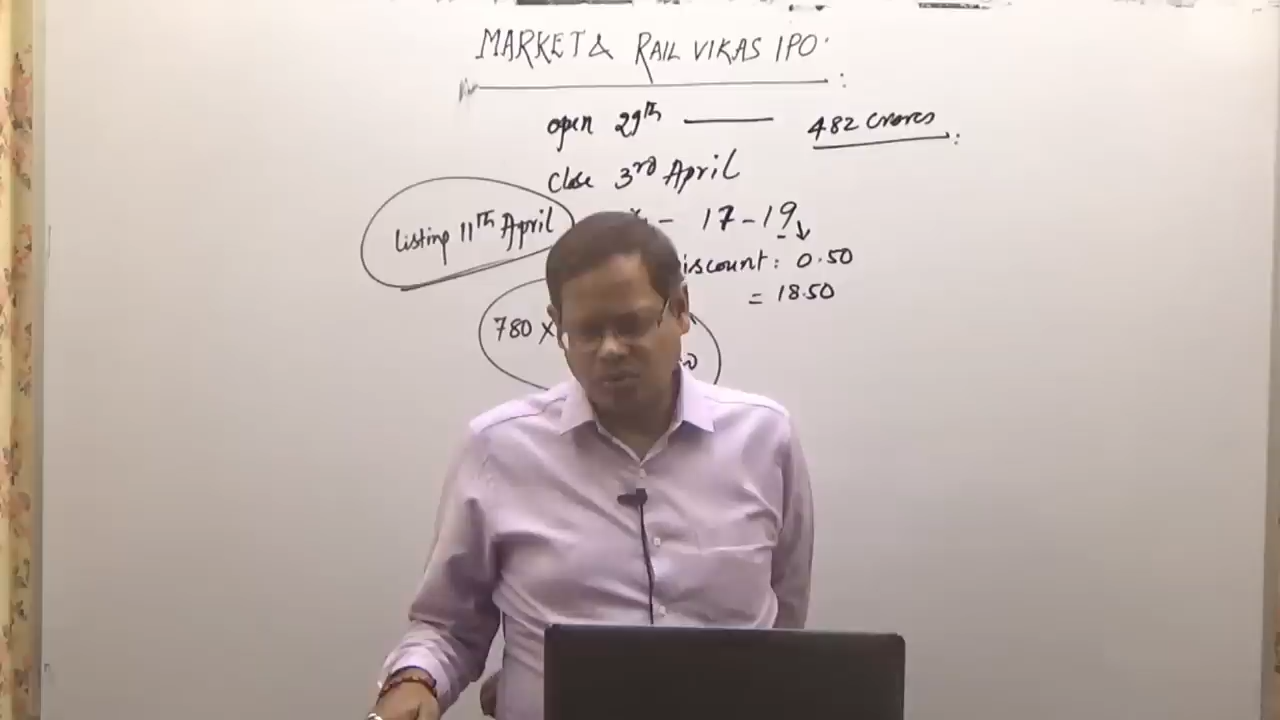 MARKET & RAIL VIKAS IPO.
open 29th —— 482 crores
Close 3rd April
listing 11th April
- 17-19
iscount: 0.50
= 18.50
780 x